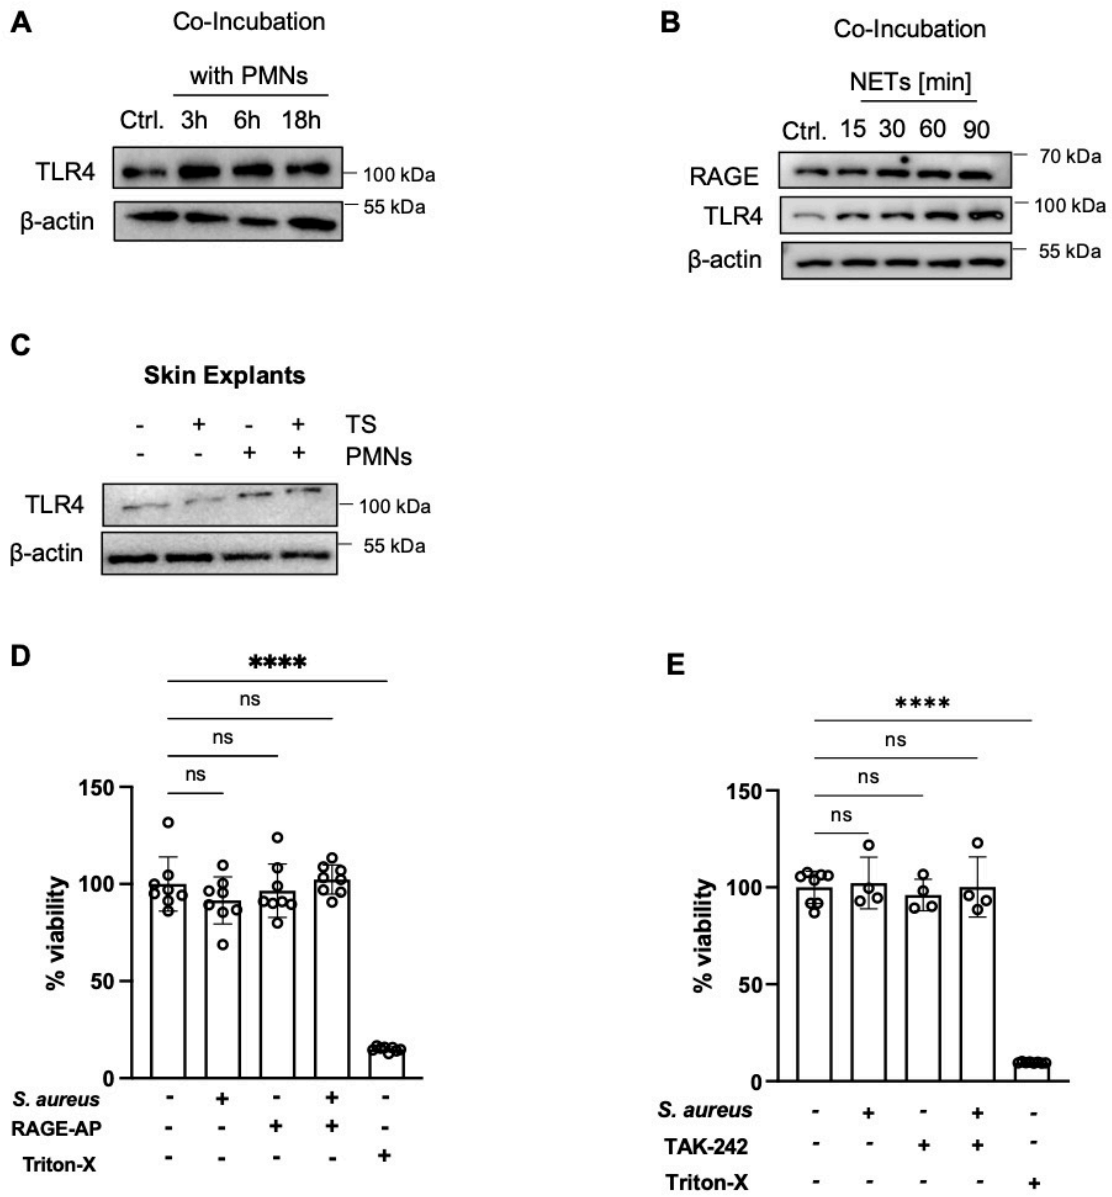 A
Co-Incubation
with PMNs
Ctrl. 3h 6h 18h
TLR4
100 kDa
55 kDa
β-actin
B
Co-Incubation
NETs [min]
Ctrl. 15 30 60 90
70 kDa
RAGE
100 kDa
TLR4
55 kDa
β-actin
C
Skin Explants
- + - + TS
- - + + PMNs
TLR4
100 kDa
55 kDa
β-actin
D
****
ns
ns
ns
150
100
50
0
% viability
S. aureus - + - + -
RAGE-AP - - + + -
Triton-X - - - - +
E
****
ns
ns
ns
150
100
50
0
% viability
S. aureus - + - + -
TAK-242 - - + + -
Triton-X - - - - +